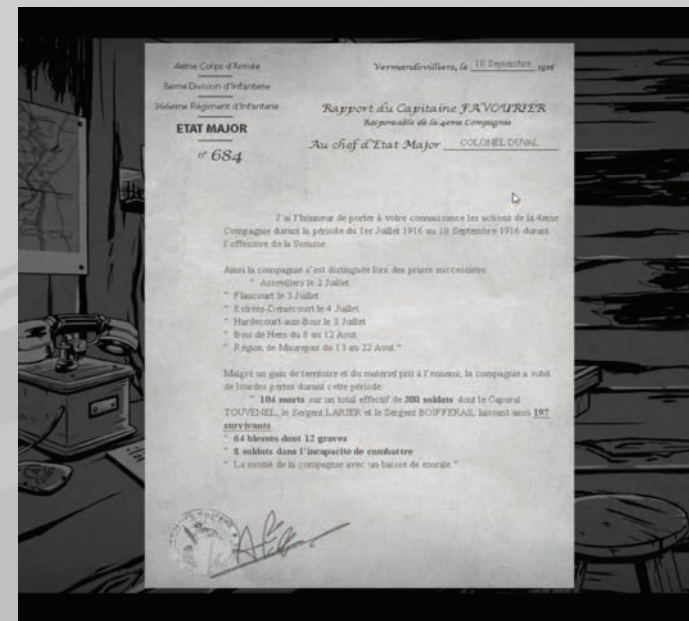 4eme Corps d'Armée
8eme Division d'Infanterie
366eme Régiment d'Infanterie
ETAT MAJOR
n° 684
Vermandovillers, le 10 Septembre 1916
Rapport du Capitaine FAVOURIER
Responsable de la 4eme Compagnie
Au chef d'Etat Major COLONEL DUVAL
J'ai l'honneur de porter à votre connaissance les actions de la 4eme
Compagnie durant la période du 1er Juillet 1916 au 10 Septembre 1916 durant
l'offensive de la Somme.
Ainsi la compagnie s'est distinguée lors des prises successives
" Assevillers le 2 Juillet
" Flaucourt le 3 Juillet
" Estrées-Deniécourt le 4 Juillet
" Hardecourt-aux-Bois le 8 Juillet
" Bois de Hem du 8 au 12 Aout
" Région de Maurepas du 13 au 22 Aout."
Malgré un gain de territoire et du matériel pris à l'ennemi, la compagnie a subit
de lourdes pertes durant cette période
" 104 morts sur un total effectif de 300 soldats dont le Caporal
TOUVENEL, le Sergent LARIER et le Sergent BOIFFERAS, laissant ainsi 197
survivants
" 64 blessés dont 12 graves
" 8 soldats dans l'incapacité de combattre
" La moitié de la compagnie avec un baisse de morale."